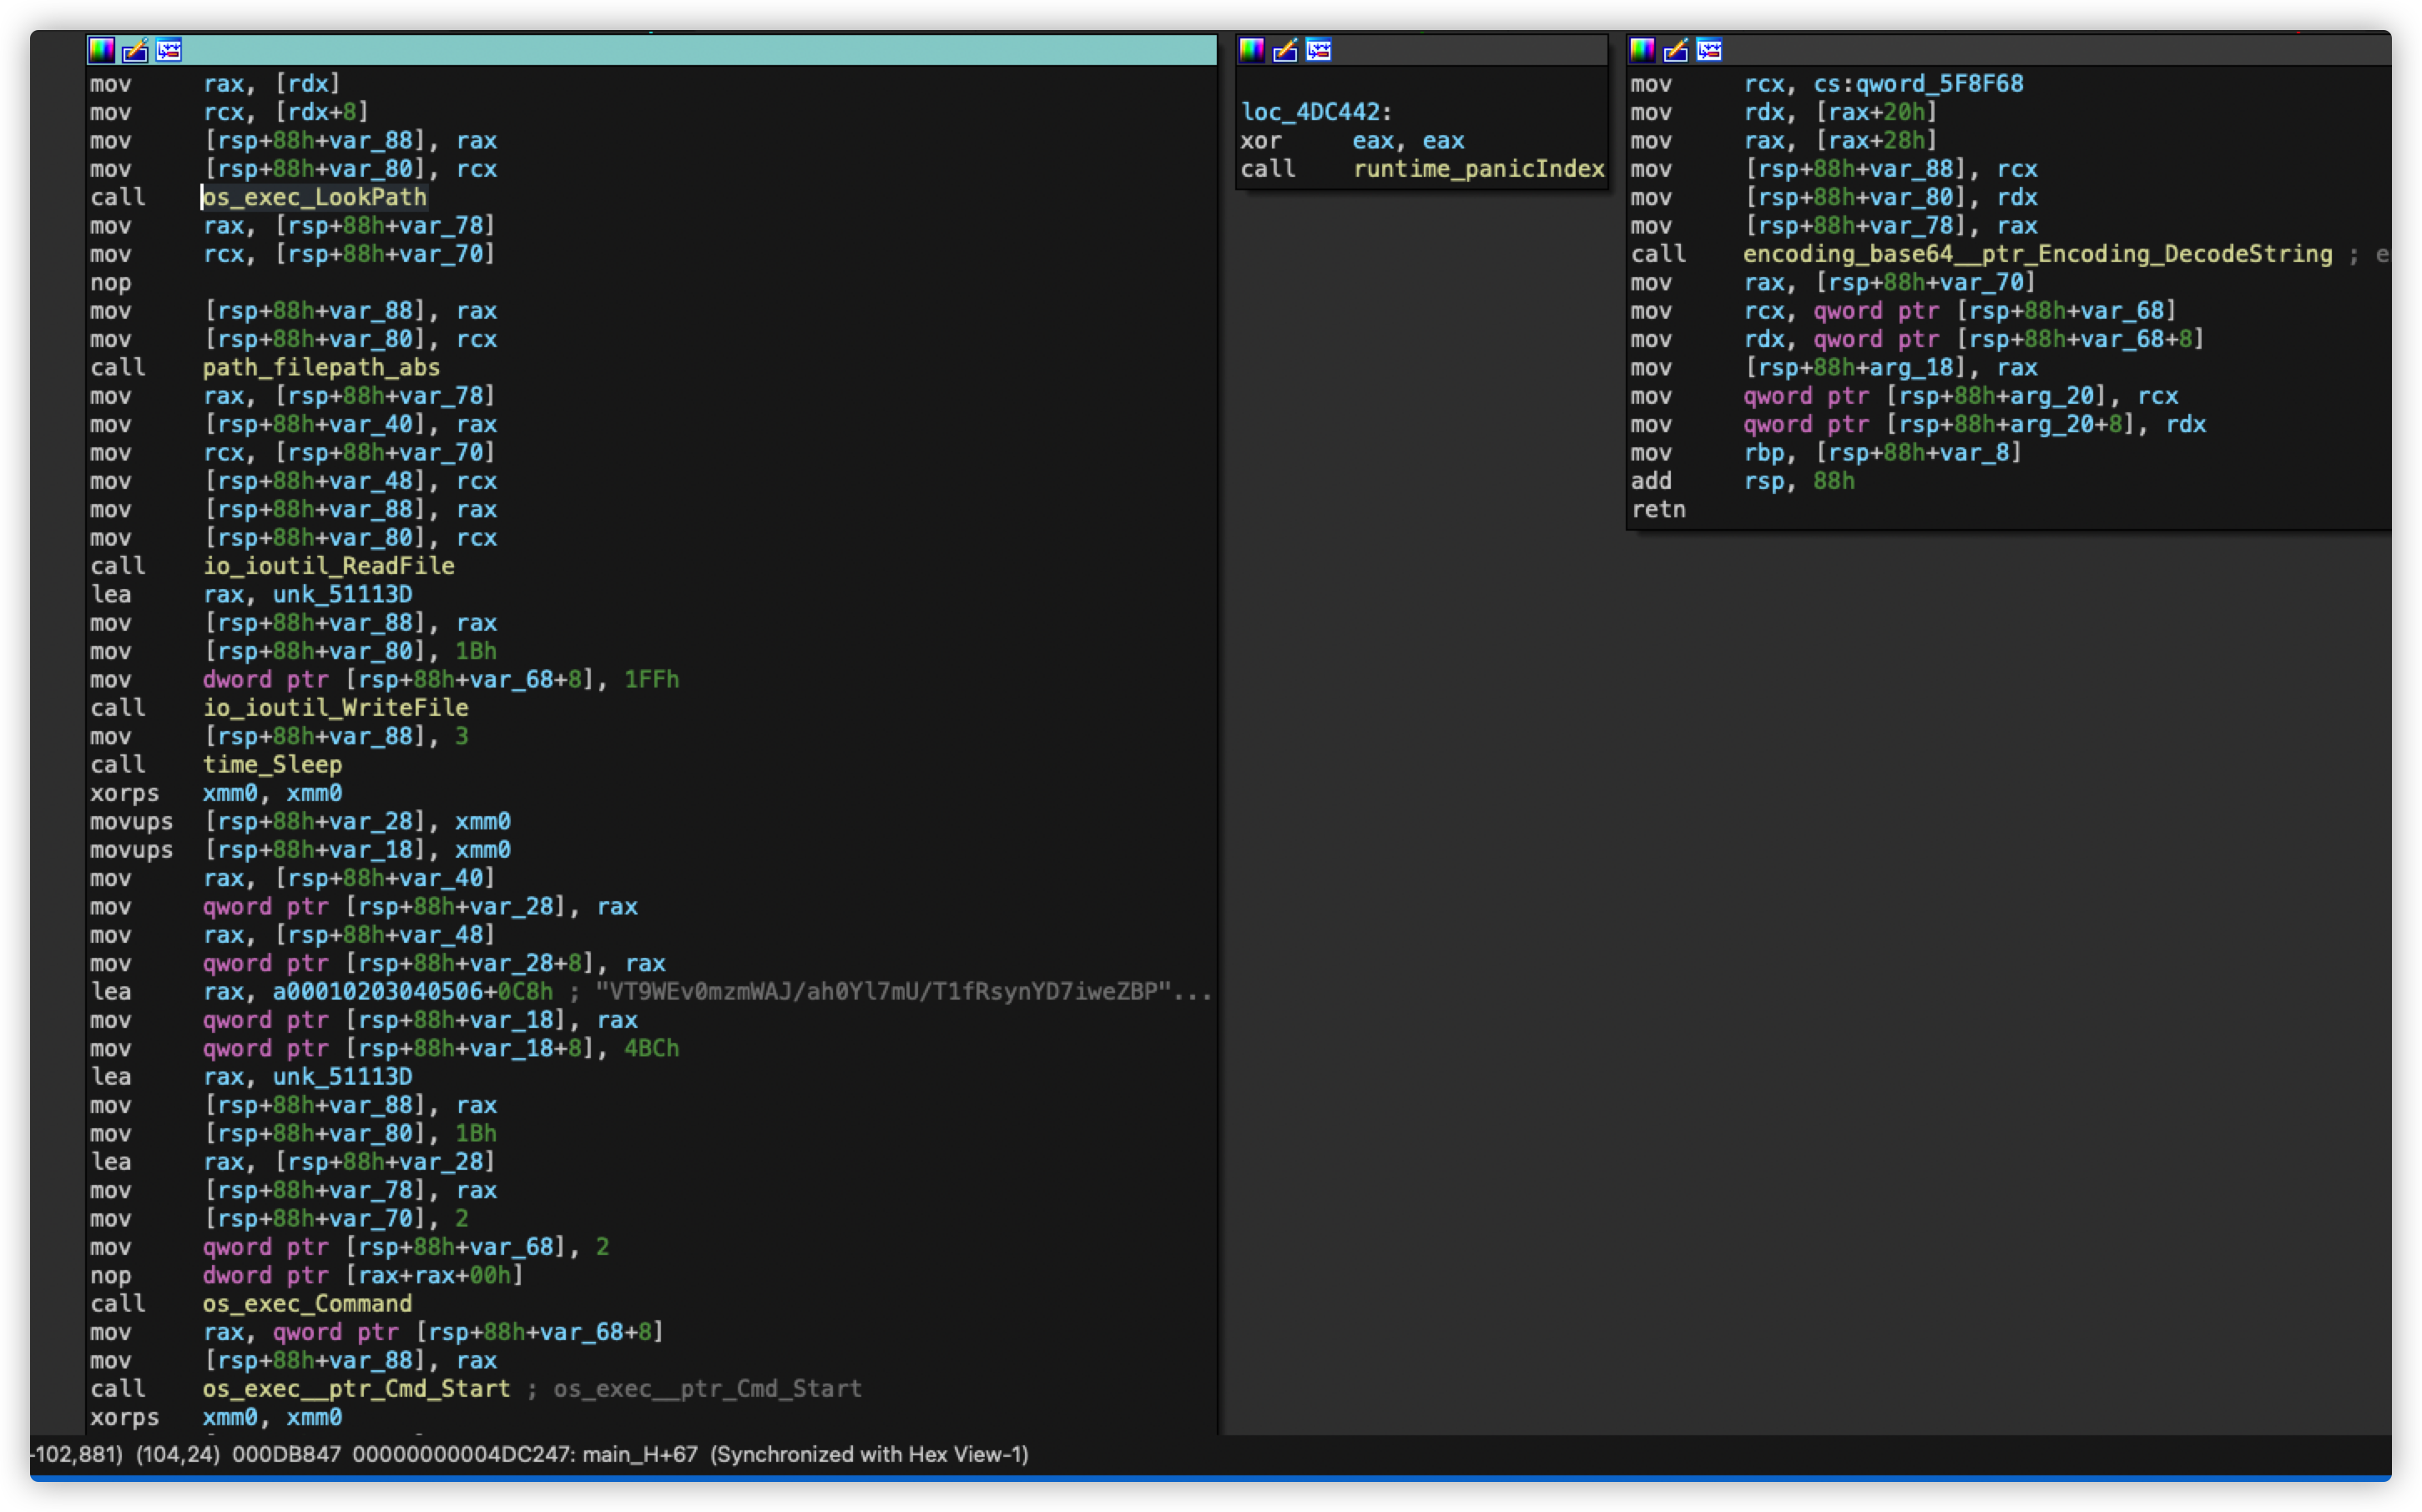 mov rax, [rdx]
mov rcx, [rdx+8]
mov [rsp+88h+var_88], rax
mov [rsp+88h+var_80], rcx
call os_exec_LookPath
mov rax, [rsp+88h+var_78]
mov rcx, [rsp+88h+var_70]
nop
mov [rsp+88h+var_88], rax
mov [rsp+88h+var_80], rcx
call path_filepath_abs
mov rax, [rsp+88h+var_78]
mov [rsp+88h+var_40], rax
mov rcx, [rsp+88h+var_70]
mov [rsp+88h+var_48], rcx
mov [rsp+88h+var_88], rax
mov [rsp+88h+var_80], rcx
call io_ioutil_ReadFile
lea rax, unk_51113D
mov [rsp+88h+var_88], rax
mov [rsp+88h+var_80], 1Bh
mov dword ptr [rsp+88h+var_68+8], 1FFh
call io_ioutil_WriteFile
mov [rsp+88h+var_88], 3
call time_Sleep
xorps xmm0, xmm0
movups [rsp+88h+var_28], xmm0
movups [rsp+88h+var_18], xmm0
mov rax, [rsp+88h+var_40]
mov qword ptr [rsp+88h+var_28], rax
mov rax, [rsp+88h+var_48]
mov qword ptr [rsp+88h+var_28+8], rax
lea rax, a00010203040506+0C8h ; "VT9WEv0mzmWAJ/ah0Yl7mU/T1fRsynYD7iweZBP"...
mov qword ptr [rsp+88h+var_18], rax
mov qword ptr [rsp+88h+var_18+8], 4BCh
lea rax, unk_51113D
mov [rsp+88h+var_88], rax
mov [rsp+88h+var_80], 1Bh
lea rax, [rsp+88h+var_28]
mov [rsp+88h+var_78], rax
mov [rsp+88h+var_70], 2
mov qword ptr [rsp+88h+var_68], 2
nop dword ptr [rax+rax+00h]
call os_exec_Command
mov rax, qword ptr [rsp+88h+var_68+8]
mov [rsp+88h+var_88], rax
call os_exec__ptr_Cmd_Start ; os_exec__ptr_Cmd_Start
xorps xmm0, xmm0
loc_4DC442:
xor eax, eax
call runtime_panicIndex
mov rcx, cs:qword_5F8F68
mov rdx, [rax+20h]
mov rax, [rax+28h]
mov [rsp+88h+var_88], rcx
mov [rsp+88h+var_80], rdx
mov [rsp+88h+var_78], rax
call encoding_base64__ptr_Encoding_DecodeString ; e
mov rax, [rsp+88h+var_70]
mov rcx, qword ptr [rsp+88h+var_68]
mov rdx, qword ptr [rsp+88h+var_68+8]
mov [rsp+88h+arg_18], rax
mov qword ptr [rsp+88h+arg_20], rcx
mov qword ptr [rsp+88h+arg_20+8], rdx
mov rbp, [rsp+88h+var_8]
add rsp, 88h
retn
-102,881) (104,24) 000DB847 00000000004DC247: main_H+67 (Synchronized with Hex View-1)